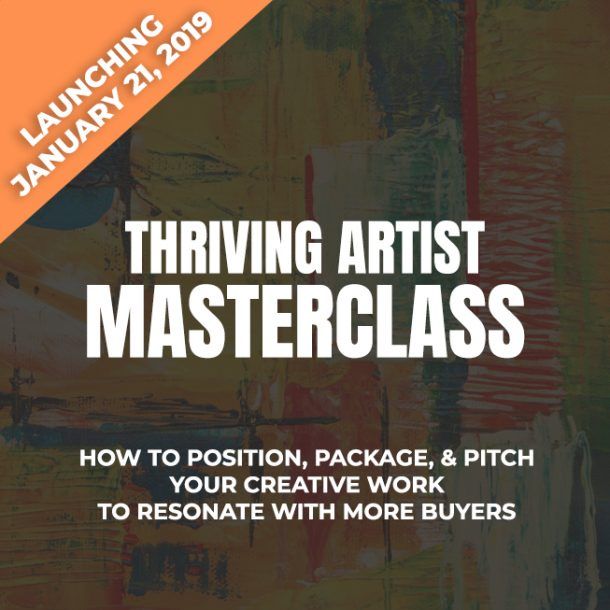 LAUNCHING
JANUARY 21, 2019
THRIVING ARTIST
MASTERCLASS
HOW TO POSITION, PACKAGE, & PITCH
YOUR CREATIVE WORK
TO RESONATE WITH MORE BUYERS